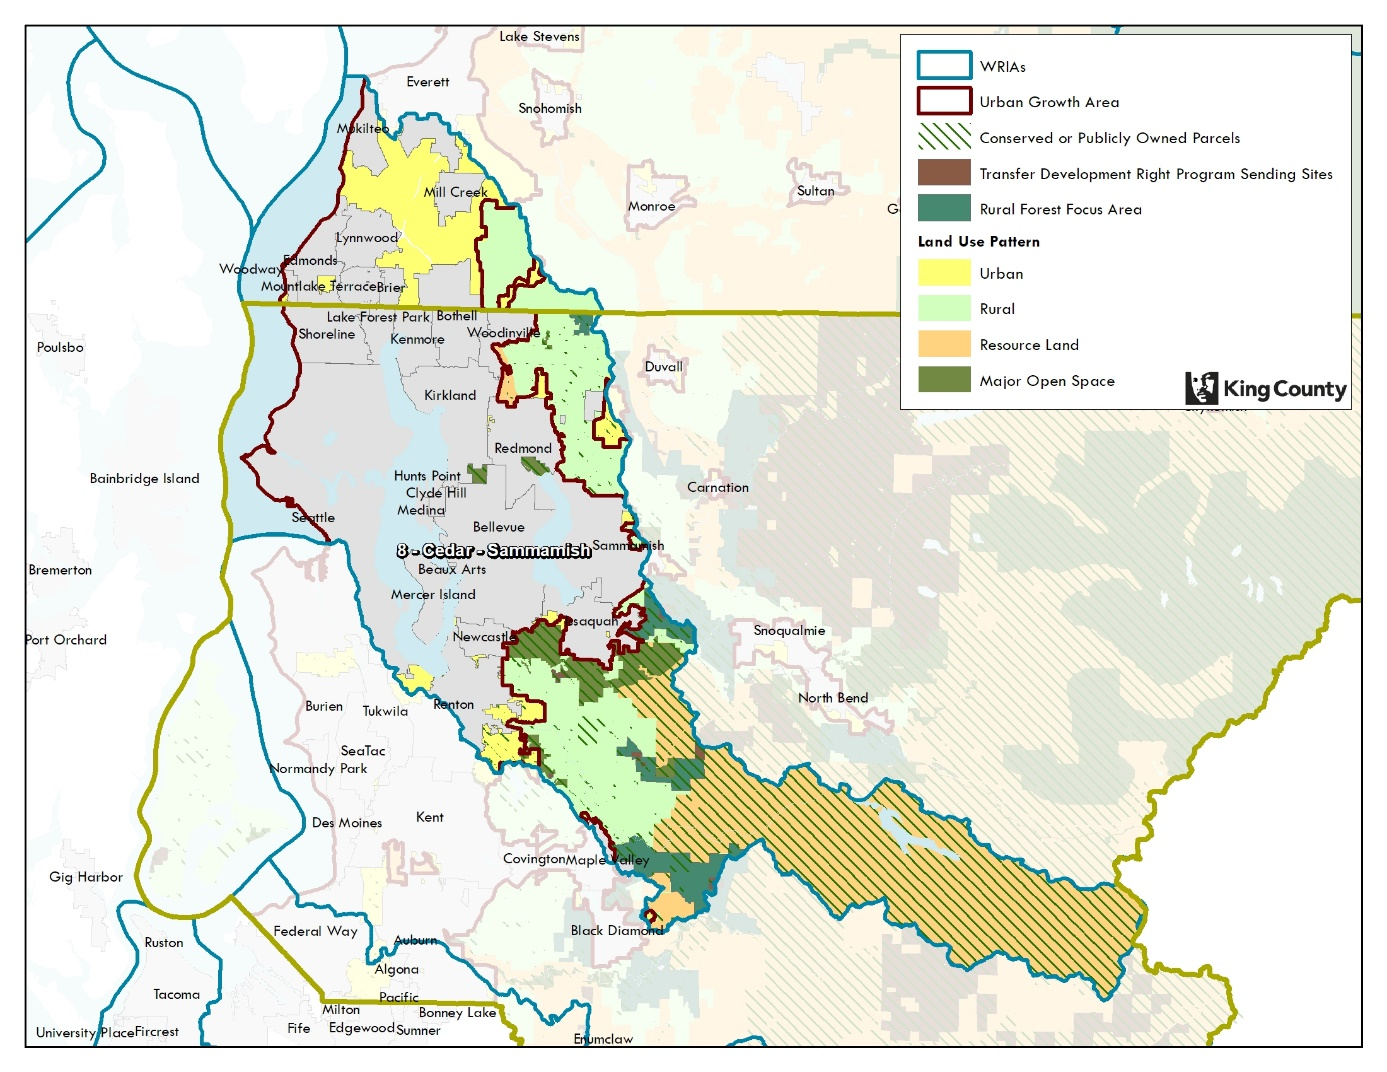 Lake Stevens
Everett
Snohomish
Mukilteo
Mill Creek
Monroe
Sultan
G
Lynnwood
Edmonds
Woodway
Mountlake Terrace
Brier
Lake Forest Park
Bothell
Shoreline
Kenmore
Woodinville
Poulsbo
Duvall
Kirkland
Redmond
Hunts Point
Clyde Hill
Medina
Bainbridge Island
Carnation
Seattle
Bellevue
8 - Cedar - Sammamish
Sammamish
Beaux Arts
Mercer Island
Bremerton
Port Orchard
Newcastle
ssaquah
Snoqualmie
North Bend
Renton
Burien
Tukwila
SeaTac
Normandy Park
Des Moines
Kent
Covington
Maple Valley
Gig Harbor
Black Diamond
Federal Way
Auburn
Ruston
Algona
Tacoma
Pacific
Milton
Bonney Lake
University Place
Fircrest
Fife
Edgewood
Sumner
Enumclaw
WRIAs
Urban Growth Area
Conserved or Publicly Owned Parcels
Transfer Development Right Program Sending Sites
Rural Forest Focus Area
Land Use Pattern
Urban
Rural
Resource Land
Major Open Space
King County